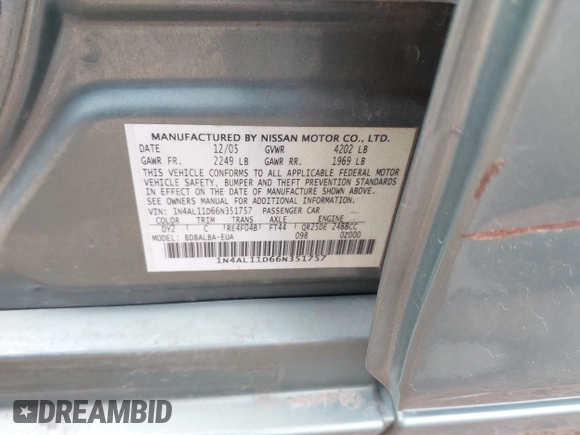 MANUFACTURED BY NISSAN MOTOR CO., LTD.
DATE 12/05 GVWR 4202 LB
GAWR FR. 2249 LB GAWR RR. 1969 LB
THIS VEHICLE CONFORMS TO ALL APPLICABLE FEDERAL MOTOR
VEHICLE SAFETY, BUMPER AND THEFT PREVENTION STANDARDS
IN EFFECT ON THE DATE OF MANUFACTURE SHOWN ABOVE.
SEE OWNERS MANUAL FOR ADDITIONAL INFORMATION
VIN: 1N4AL11D66N351757 PASSENGER CAR
COLOR TRIM TRANS AXLE ENGINE
DY2 C RE4F04B FT44 QR25DE 2488CC
MODEL: BDBALBA-EUA 098 0Z000
1N4AL11D66N351757
DREAMBID